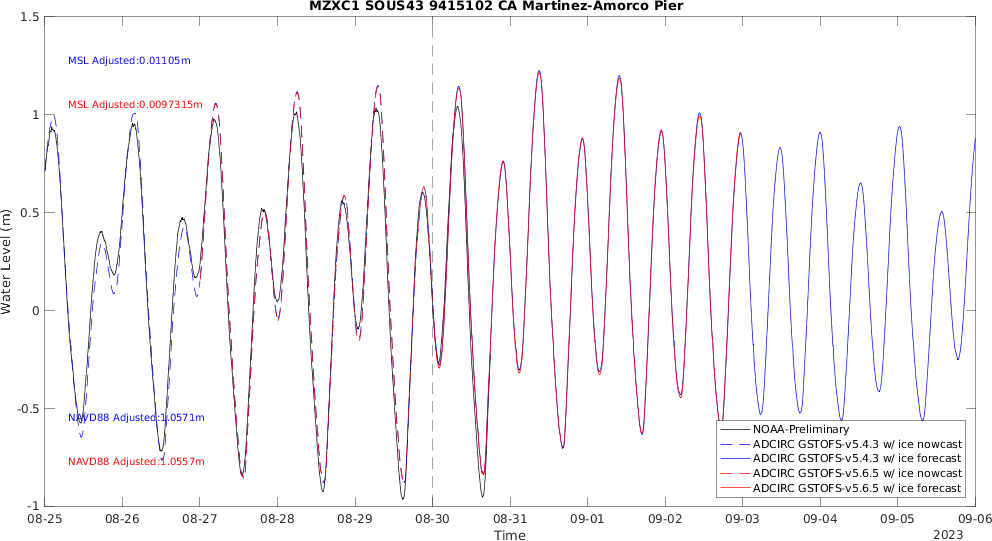 MZXC1 SOUS43 9415102 CA Martinez-Amorco Pier
1.5
1
0.5
0
-0.5
-1
Water Level (m)
MSL Adjusted:0.01105m
MSL Adjusted:0.0097315m
NAVD88 Adjusted:1.0571m
NAVD88 Adjusted:1.0557m
NOAA-Preliminary
ADCIRC GSTOFS-v5.4.3 w/ ice nowcast
ADCIRC GSTOFS-v5.4.3 w/ ice forecast
ADCIRC GSTOFS-v5.6.5 w/ ice nowcast
ADCIRC GSTOFS-v5.6.5 w/ ice forecast
08-25 08-26 08-27 08-28 08-29 08-30 08-31 09-01 09-02 09-03 09-04 09-05 09-06
Time
2023